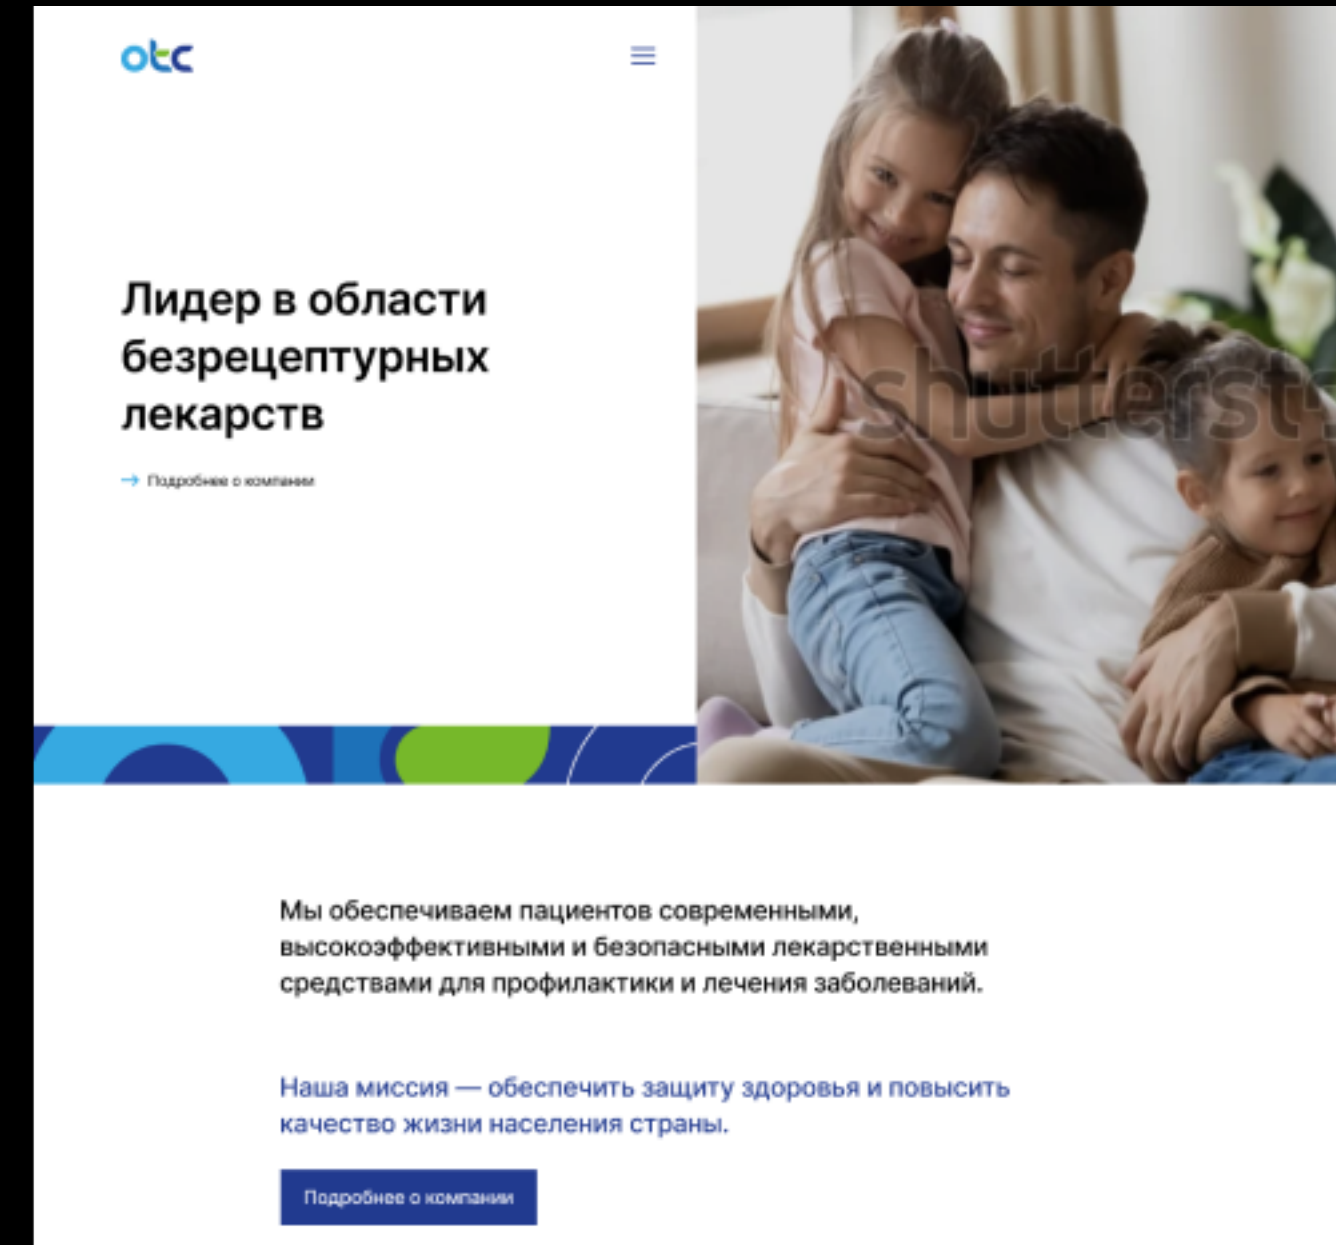 otc
Лидер в области
безрецептурных
лекарств
→ Подробнее о компании
shutterst
Мы обеспечиваем пациентов современными,
высокоэффективными и безопасными лекарственными
средствами для профилактики и лечения заболеваний.
Наша миссия — обеспечить защиту здоровья и повысить
качество жизни населения страны.
Подробнее о компании